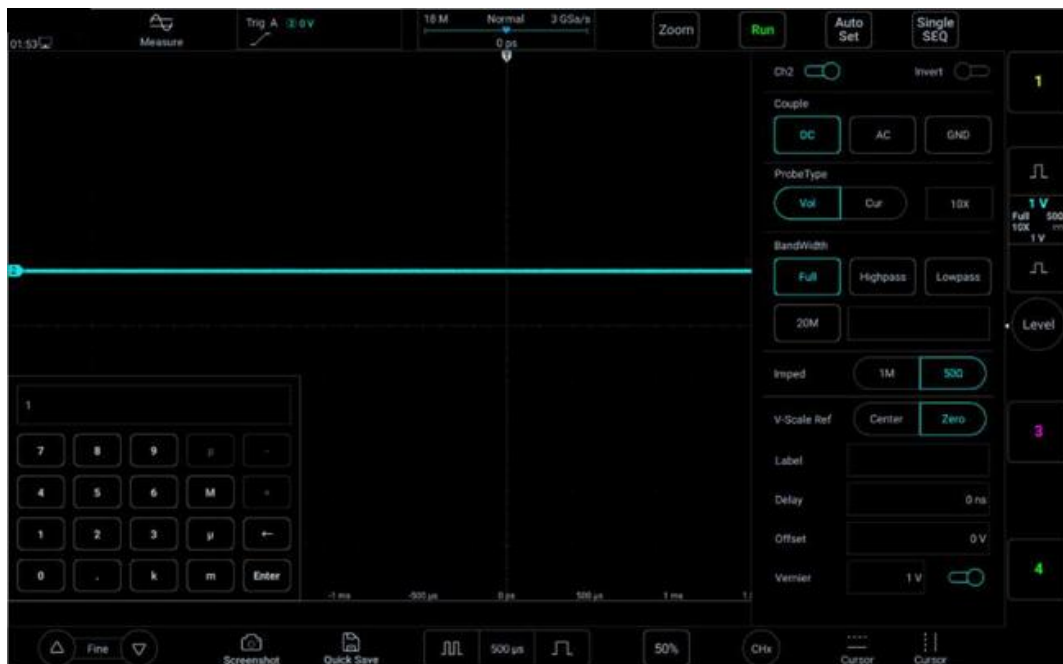 01:53
Measure
Trig A 2 0 V
18 M Normal 3 GSa/s
0 ps
Zoom
Run
Auto
Set
Single
SEQ
T
Ch2
Invert
Couple
DC AC GND
ProbeType
Vol Cur 10X
BandWidth
Full Highpass Lowpass
20M
Imped 1M 50Ω
V-Scale Ref Center Zero
Label
Delay 0 ns
Offset 0 V
Vernier 1 V
1
1 V
Full 50Ω
10X
1 V
Level
3
4
2
1
7 8 9 μ -
4 5 6 M
1 2 3 μ ←
0 . k m Enter
-1 ms -500 μs 0 ps 500 μs 1 ms
Fine
Screenshot
Quick Save
500 μs
50%
CHx
Cursor
Cursor